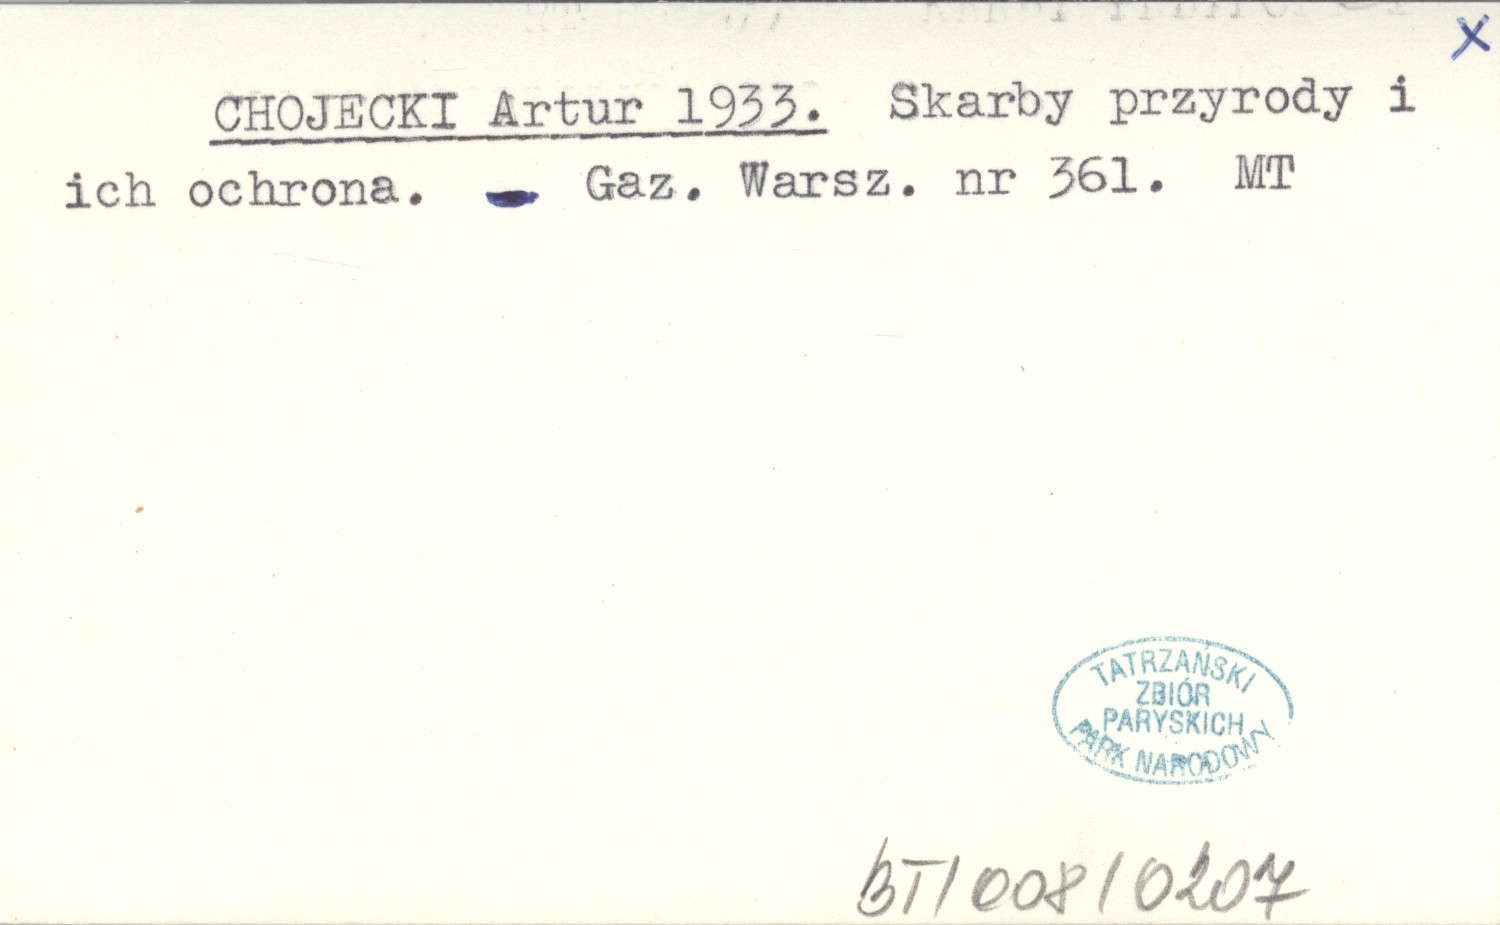 x
CHOJECKI Artur 1933. Skarby przyrody i
ich ochrona. - Gaz. Warsz. nr 361. MT
TATRZAŃSKI
ZBIÓR
PARYSKICH
PARK NARODOWY
BT/008/0207